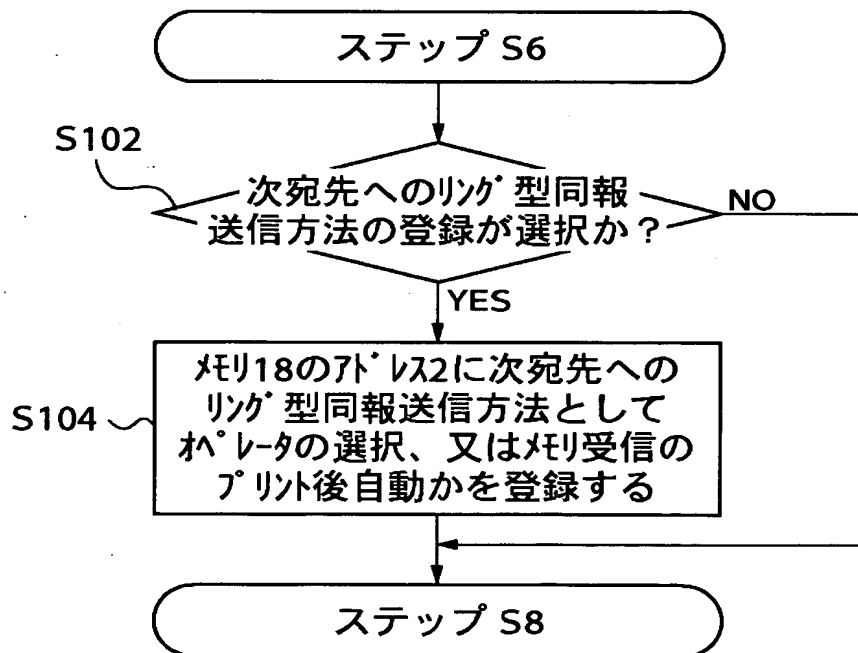 ステップ S6
S102
次宛先へのﾘﾝｸﾞ型同報
送信方法の登録が選択か？
NO
YES
S104
ﾒﾓﾘ18のｱﾄﾞﾚｽ2に次宛先への
ﾘﾝｸﾞ型同報送信方法として
ｵﾍﾟﾚｰﾀの選択、又はﾒﾓﾘ受信の
ﾌﾟﾘﾝﾄ後自動かを登録する
ステップ S8